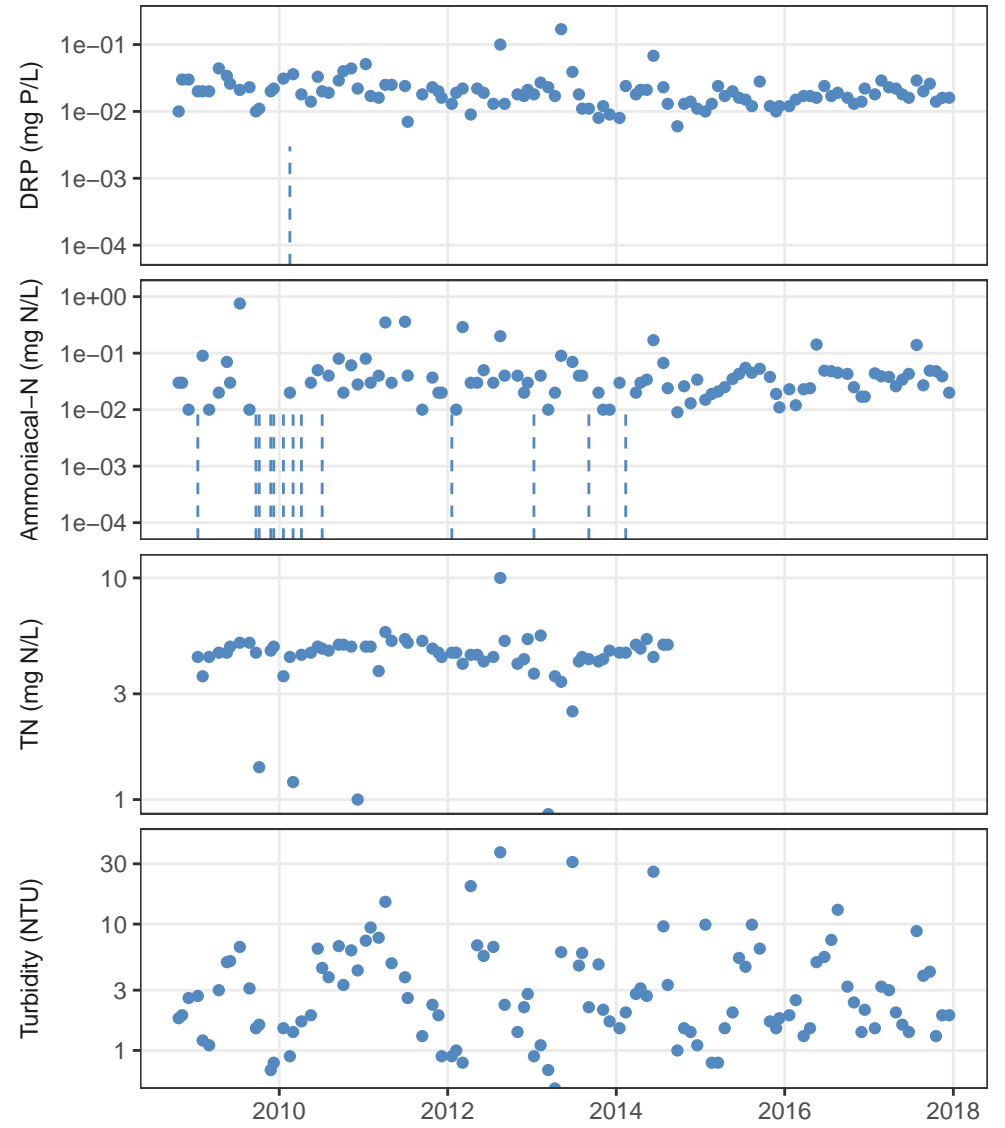 DRP (mg P/L)
1e−01
1e−02
1e−03
1e−04
Ammoniacal−N (mg N/L)
1e+00
1e−01
1e−02
1e−03
1e−04
TN (mg N/L)
10
3
1
Turbidity (NTU)
30
10
3
1
2010 2012 2014 2016 2018